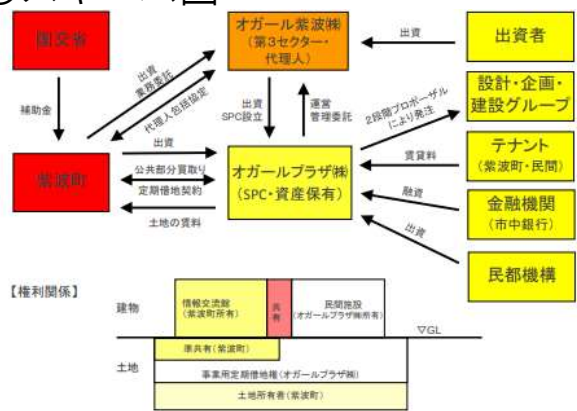 国交省
オガール紫波㈱
(第3セクター・
代理人)
出資
出資者
出資
業務委託
代理人包括協定
補助金
出資
SPC設立
運営
管理委託
2段階プロポーザル
により発注
設計・企画・
建設グループ
紫波町
出資
公共部分買取り
定期借地契約
土地の賃料
オガールプラザ㈱
(SPC・資産保有)
賃貸料
テナント
(紫波町・民間)
融資
金融機関
(市中銀行)
出資
民都機構
【権利関係】
建物
情報交流館
(紫波町所有)
共
有
民間施設
(オガールプラザ㈱所有)
▽GL
土地
準共有(紫波町)
事業用定期借地権(オガールプラザ㈱)
土地所有者(紫波町)